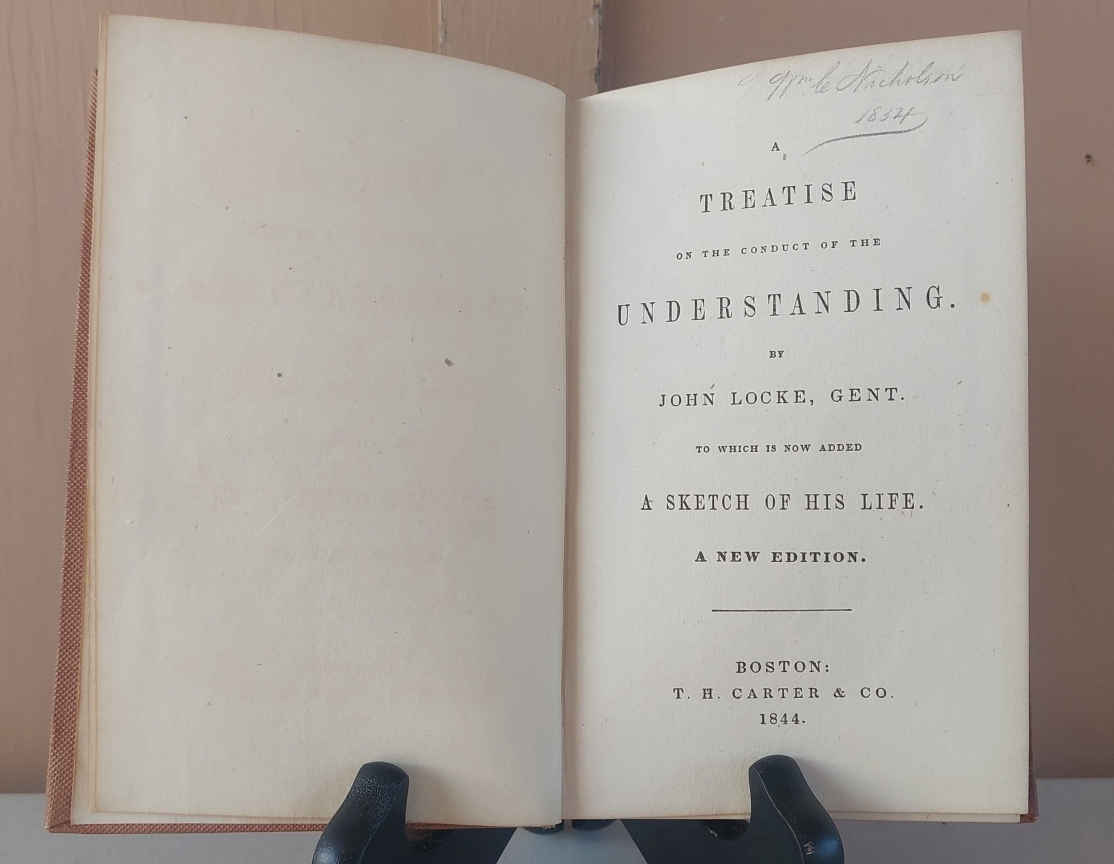 Nicholson
1854
A
TREATISE
ON THE CONDUCT OF THE
UNDERSTANDING.
BY
JOHN LOCKE, GENT.
TO WHICH IS NOW ADDED
A SKETCH OF HIS LIFE.
A NEW EDITION.
BOSTON:
T. H. CARTER & CO.
1844.